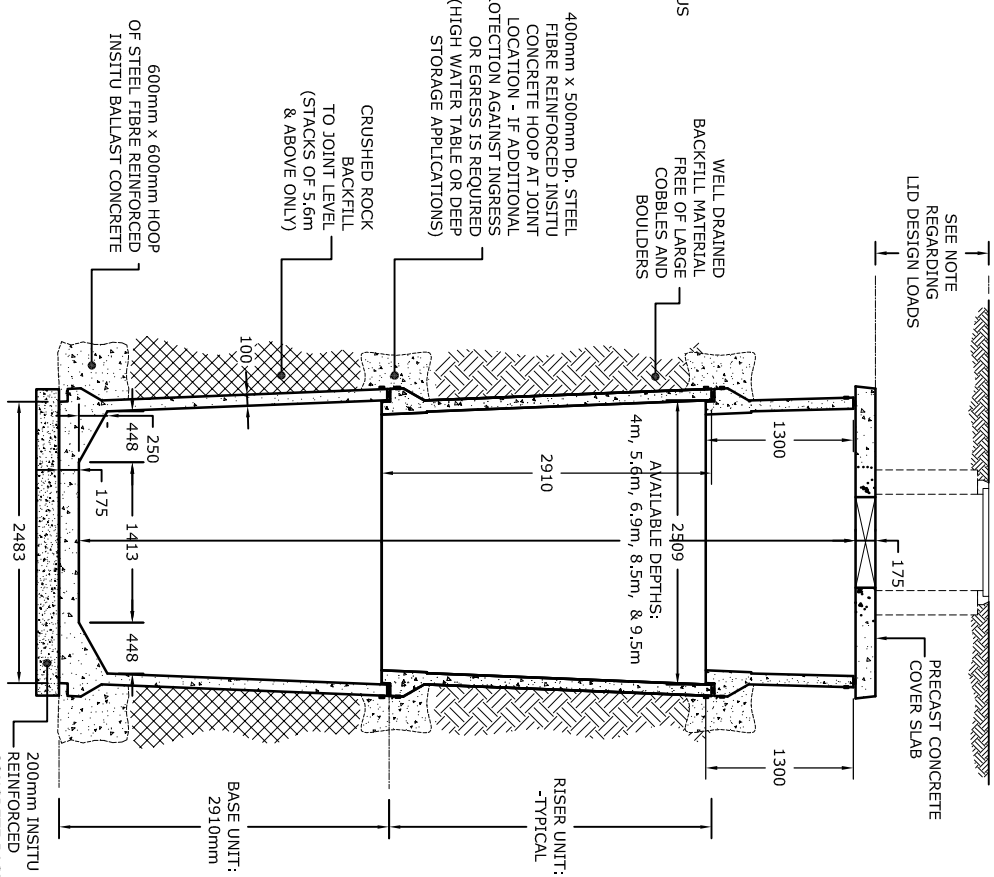 US
SEE NOTE
REGARDING
LID DESIGN LOADS
WELL DRAINED
BACKFILL MATERIAL
FREE OF LARGE
COBBLES AND
BOULDERS
400mm x 500mm Dp. STEEL
FIBRE REINFORCED INSITU
CONCRETE HOOP AT JOINT
LOCATION - IF ADDITIONAL
OTECTION AGAINST INGRESS
OR EGRESS IS REQUIRED
(HIGH WATER TABLE OR DEEP
STORAGE APPLICATIONS)
CRUSHED ROCK
BACKFILL
TO JOINT LEVEL
(STACKS OF 5.6m
& ABOVE ONLY)
600mm x 600mm HOOP
OF STEEL FIBRE REINFORCED
INSITU BALLAST CONCRETE
175
PRECAST CONCRETE
COVER SLAB
1300
1300
2509
AVAILABLE DEPTHS:
4m, 5.6m, 6.9m, 8.5m, & 9.5m
2910
100
448
250
1413
448
175
2483
RISER UNIT:
-TYPICAL
BASE UNIT:
2910mm
200mm INSITU
REINFORCED